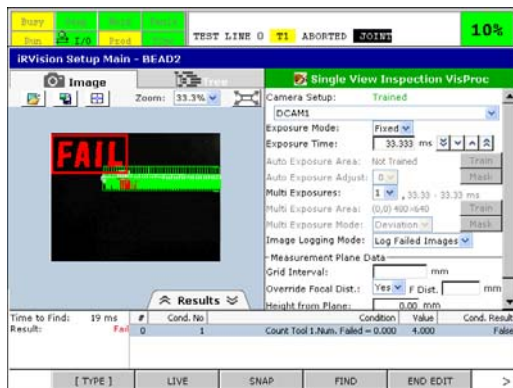 Busy
Run I/O Prod
TEST LINE 0 T1 ABORTED JOINT
10%
iRVision Setup Main - BEAD2
Image
Single View Inspection VisProc
Zoom: 33.3%
Camera Setup: Trained
DCAM1
Exposure Mode: Fixed
Exposure Time: 33.333 ms
Auto Exposure Area: Not Trained Train
Auto Exposure Adjust: 0 Mask
Multi Exposures: 1 , 33.33 - 33.33 ms
Multi Exposure Area: (0,0) 480×640 Train
Multi Exposure Mode: Deviation Mask
Image Logging Mode: Log Failed Images
Measurement Plane Data
Grid Interval: mm
Override Focal Dist.: Yes F Dist. mm
Height from Plane: 0.00 mm
FAIL
Results
Time to Find: 19 ms
Result: Fail
# Cond. No Condition Value Cond. Result
0 1 Count Tool 1.Num. Failed = 0.000 4.000 False
[ TYPE ] LIVE SNAP FIND END EDIT >